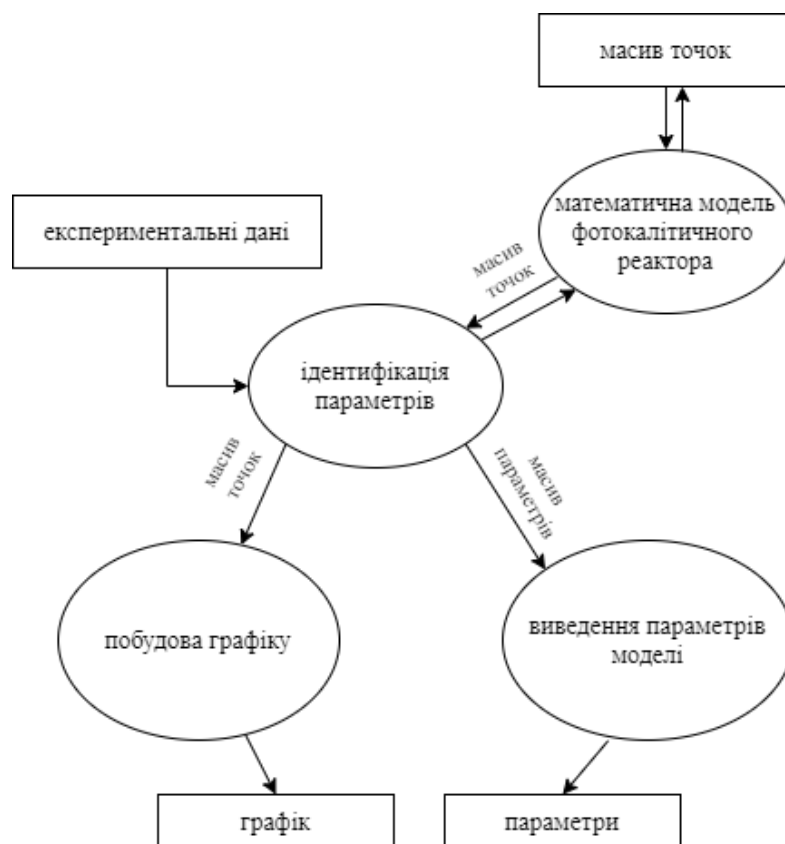 масив точок
математична модель
фотокалітичного
реактора
експериментальні дані
масив
точок
ідентифікація
параметрів
масив
точок
масив
параметрів
побудова графіку
виведення параметрів
моделі
графік
параметри